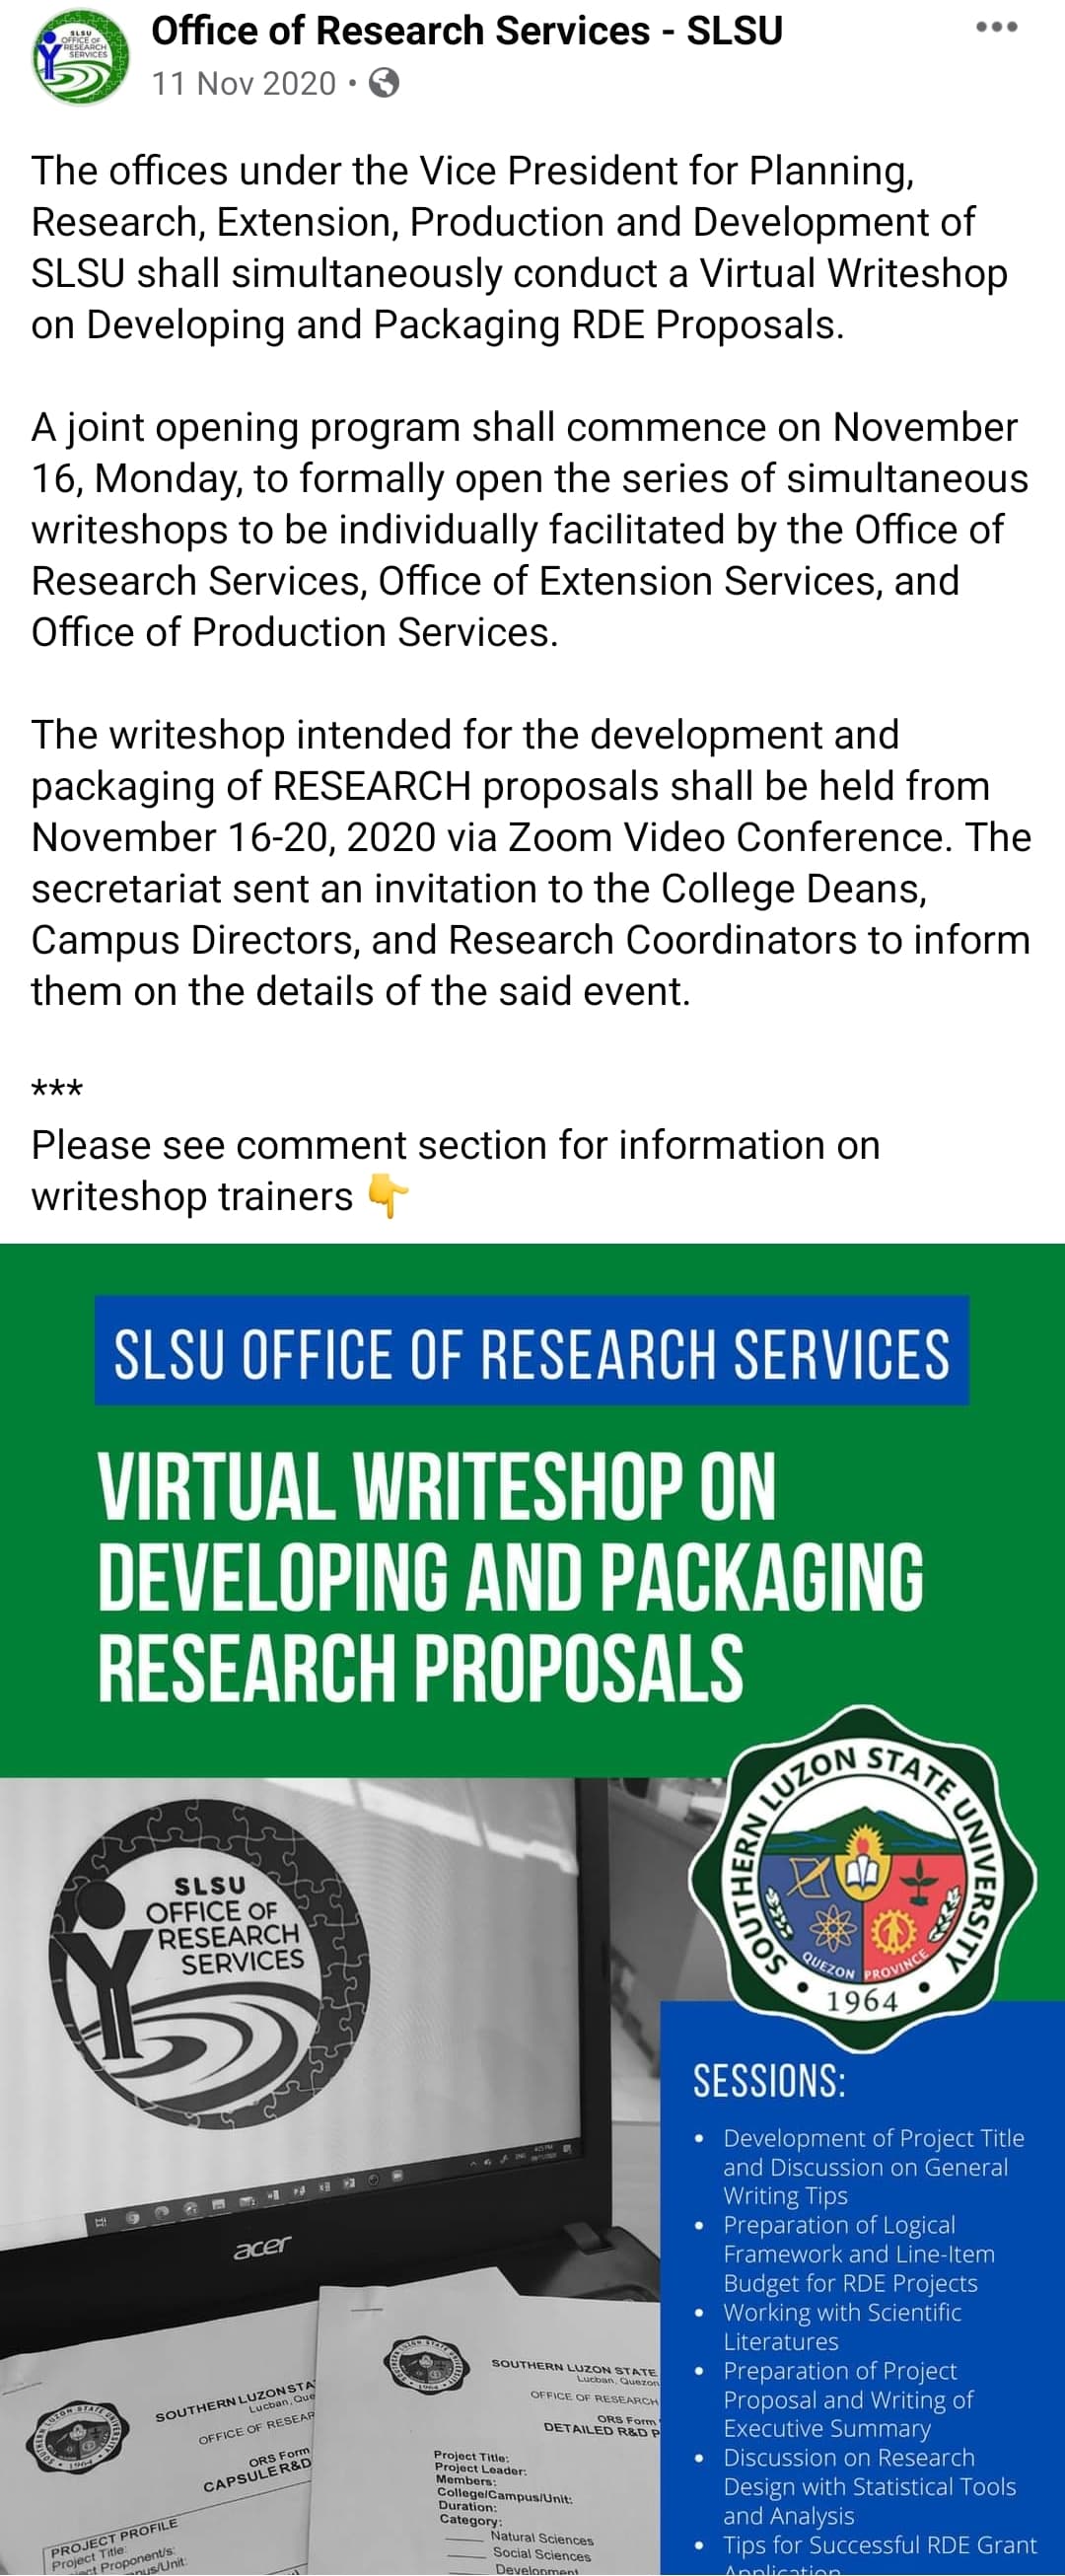 SLSU
OFFICE OF
RESEARCH
SERVICES
Office of Research Services - SLSU
11 Nov 2020
The offices under the Vice President for Planning,
Research, Extension, Production and Development of
SLSU shall simultaneously conduct a Virtual Writeshop
on Developing and Packaging RDE Proposals.
A joint opening program shall commence on November
16, Monday, to formally open the series of simultaneous
writeshops to be individually facilitated by the Office of
Research Services, Office of Extension Services, and
Office of Production Services.
The writeshop intended for the development and
packaging of RESEARCH proposals shall be held from
November 16-20, 2020 via Zoom Video Conference. The
secretariat sent an invitation to the College Deans,
Campus Directors, and Research Coordinators to inform
them on the details of the said event.
***
Please see comment section for information on
writeshop trainers 👇
SLSU OFFICE OF RESEARCH SERVICES
VIRTUAL WRITESHOP ON
DEVELOPING AND PACKAGING
RESEARCH PROPOSALS
SOUTHERN LUZON STATE UNIVERSITY
QUEZON PROVINCE
1964
SLSU
OFFICE OF
RESEARCH
SERVICES
acer
SESSIONS:
• Development of Project Title
and Discussion on General
Writing Tips
• Preparation of Logical
Framework and Line-Item
Budget for RDE Projects
• Working with Scientific
Literatures
• Preparation of Project
Proposal and Writing of
Executive Summary
• Discussion on Research
Design with Statistical Tools
and Analysis
• Tips for Successful RDE Grant
Application
SOUTHERN LUZON STA
Lucban, Que
OFFICE OF RESEAR
ORS Form
CAPSULE R&D
PROJECT PROFILE
Project Title:
ct Proponent/s:
pus/Unit:
SOUTHERN LUZON STATE
Lucban, Quezon
OFFICE OF RESEARCH
ORS Form
DETAILED R&D P
Project Title:
Project Leader:
Members:
College/Campus/Unit:
Duration:
Category:
Natural Sciences
Social Sciences
Development